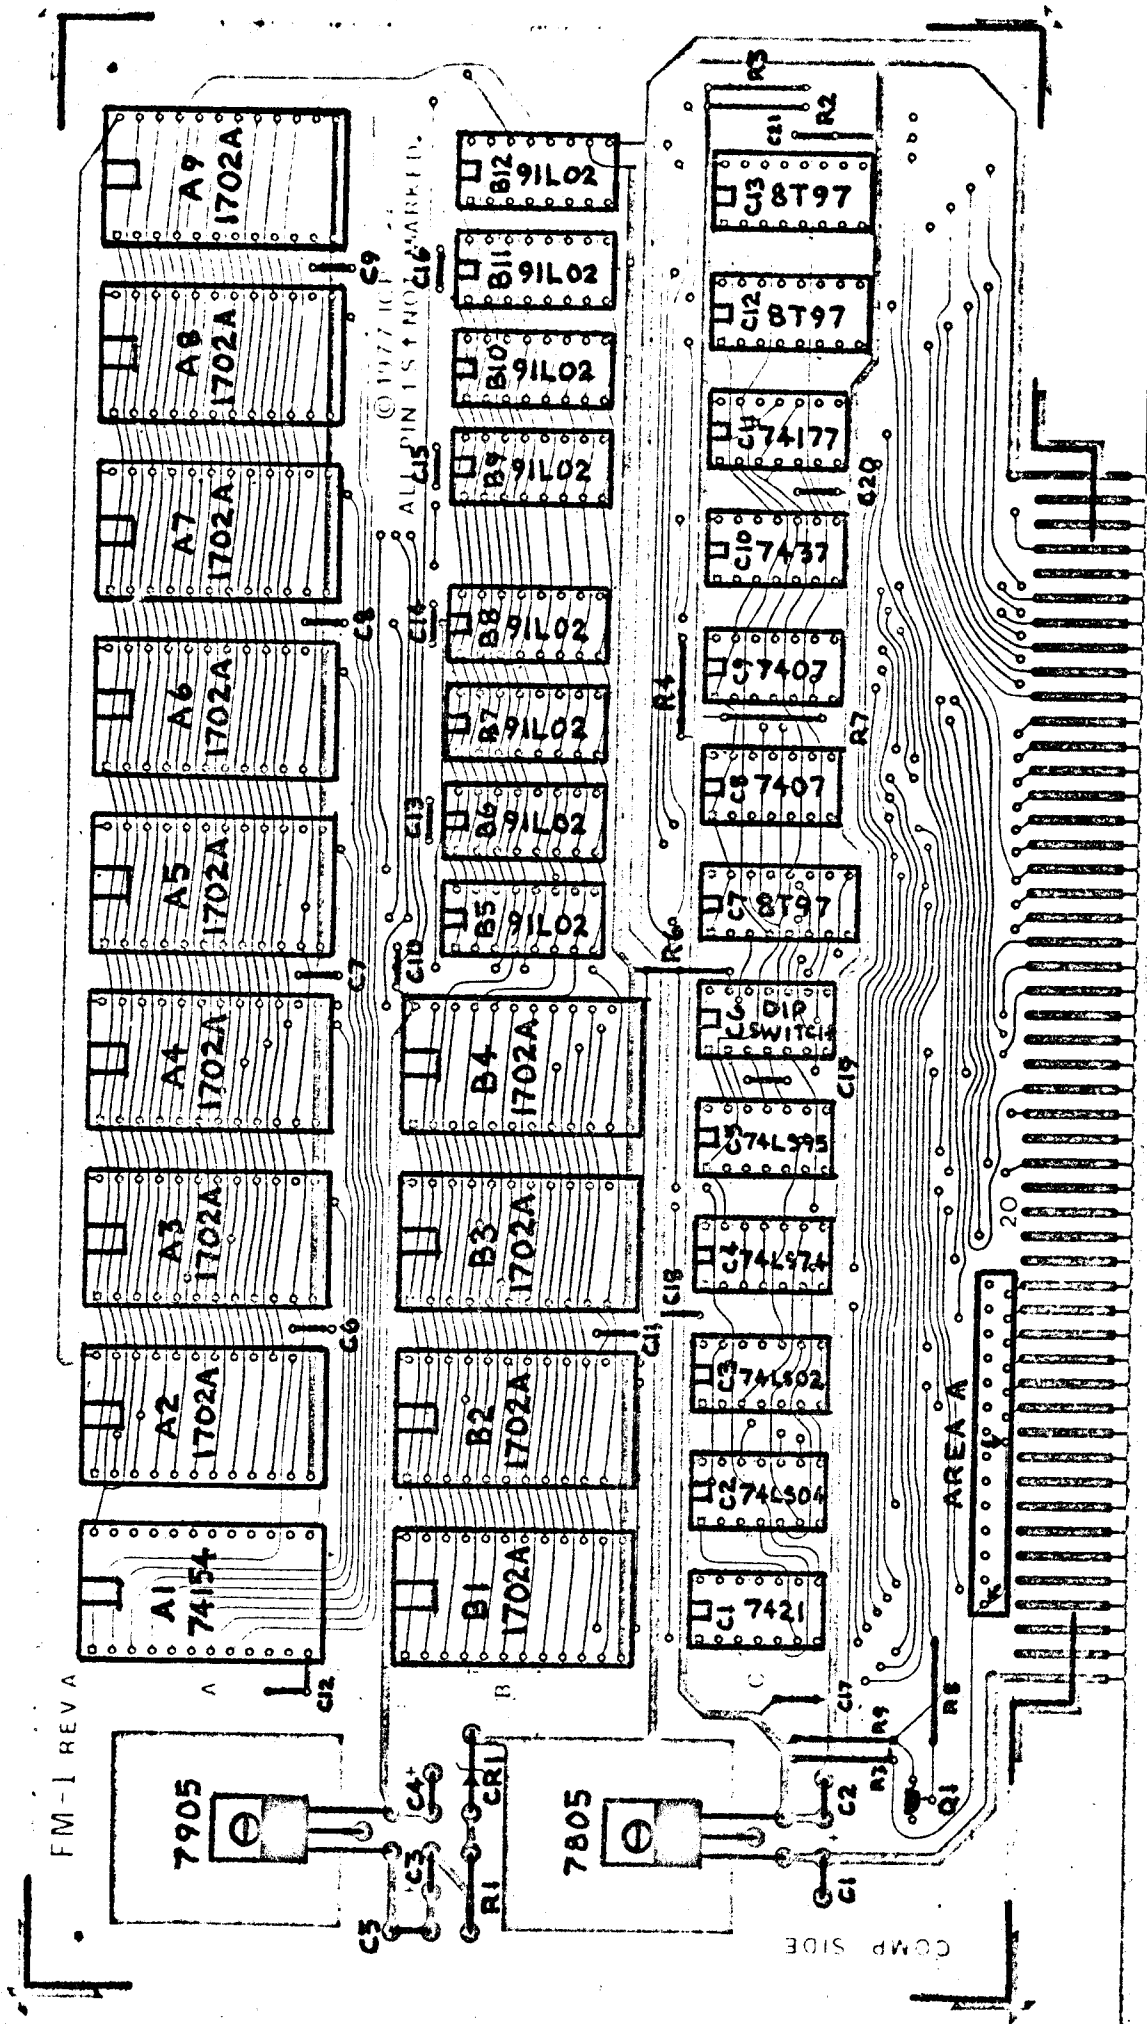 FM-1 REV A
7905
C5
C3
C4+
R1
CR1
7805
C1
+
C2
COMP SIDE
A
B
C
A1
74154
C12
A2
1702A
C6
A3
1702A
A4
1702A
C7
A5
1702A
A6
1702A
C8
A7
1702A
A8
1702A
C9
A9
1702A
© 1977
ALL PIN 1'S NOT MARKED.
B1
1702A
B2
1702A
C11
B3
1702A
B4
1702A
C10
B5 91L02
B6 91L02
C13
B7 91L02
B8 91L02
C14
B9 91L02
C15
B10 91L02
B11 91L02
C16
B12 91L02
C17
R3
R9
R8
Q1
C1 7421
C2 74LS04
C3 74LS02
C18
C4 74LS74
C5 74LS95
C19
C6 DIP
SWITCH
R6
C7 8T97
C8 7407
R7
R4
C9 7407
C10 7437
C20
C11 74177
C12 8T97
C13 8T97
C21
R2
AREA A
20